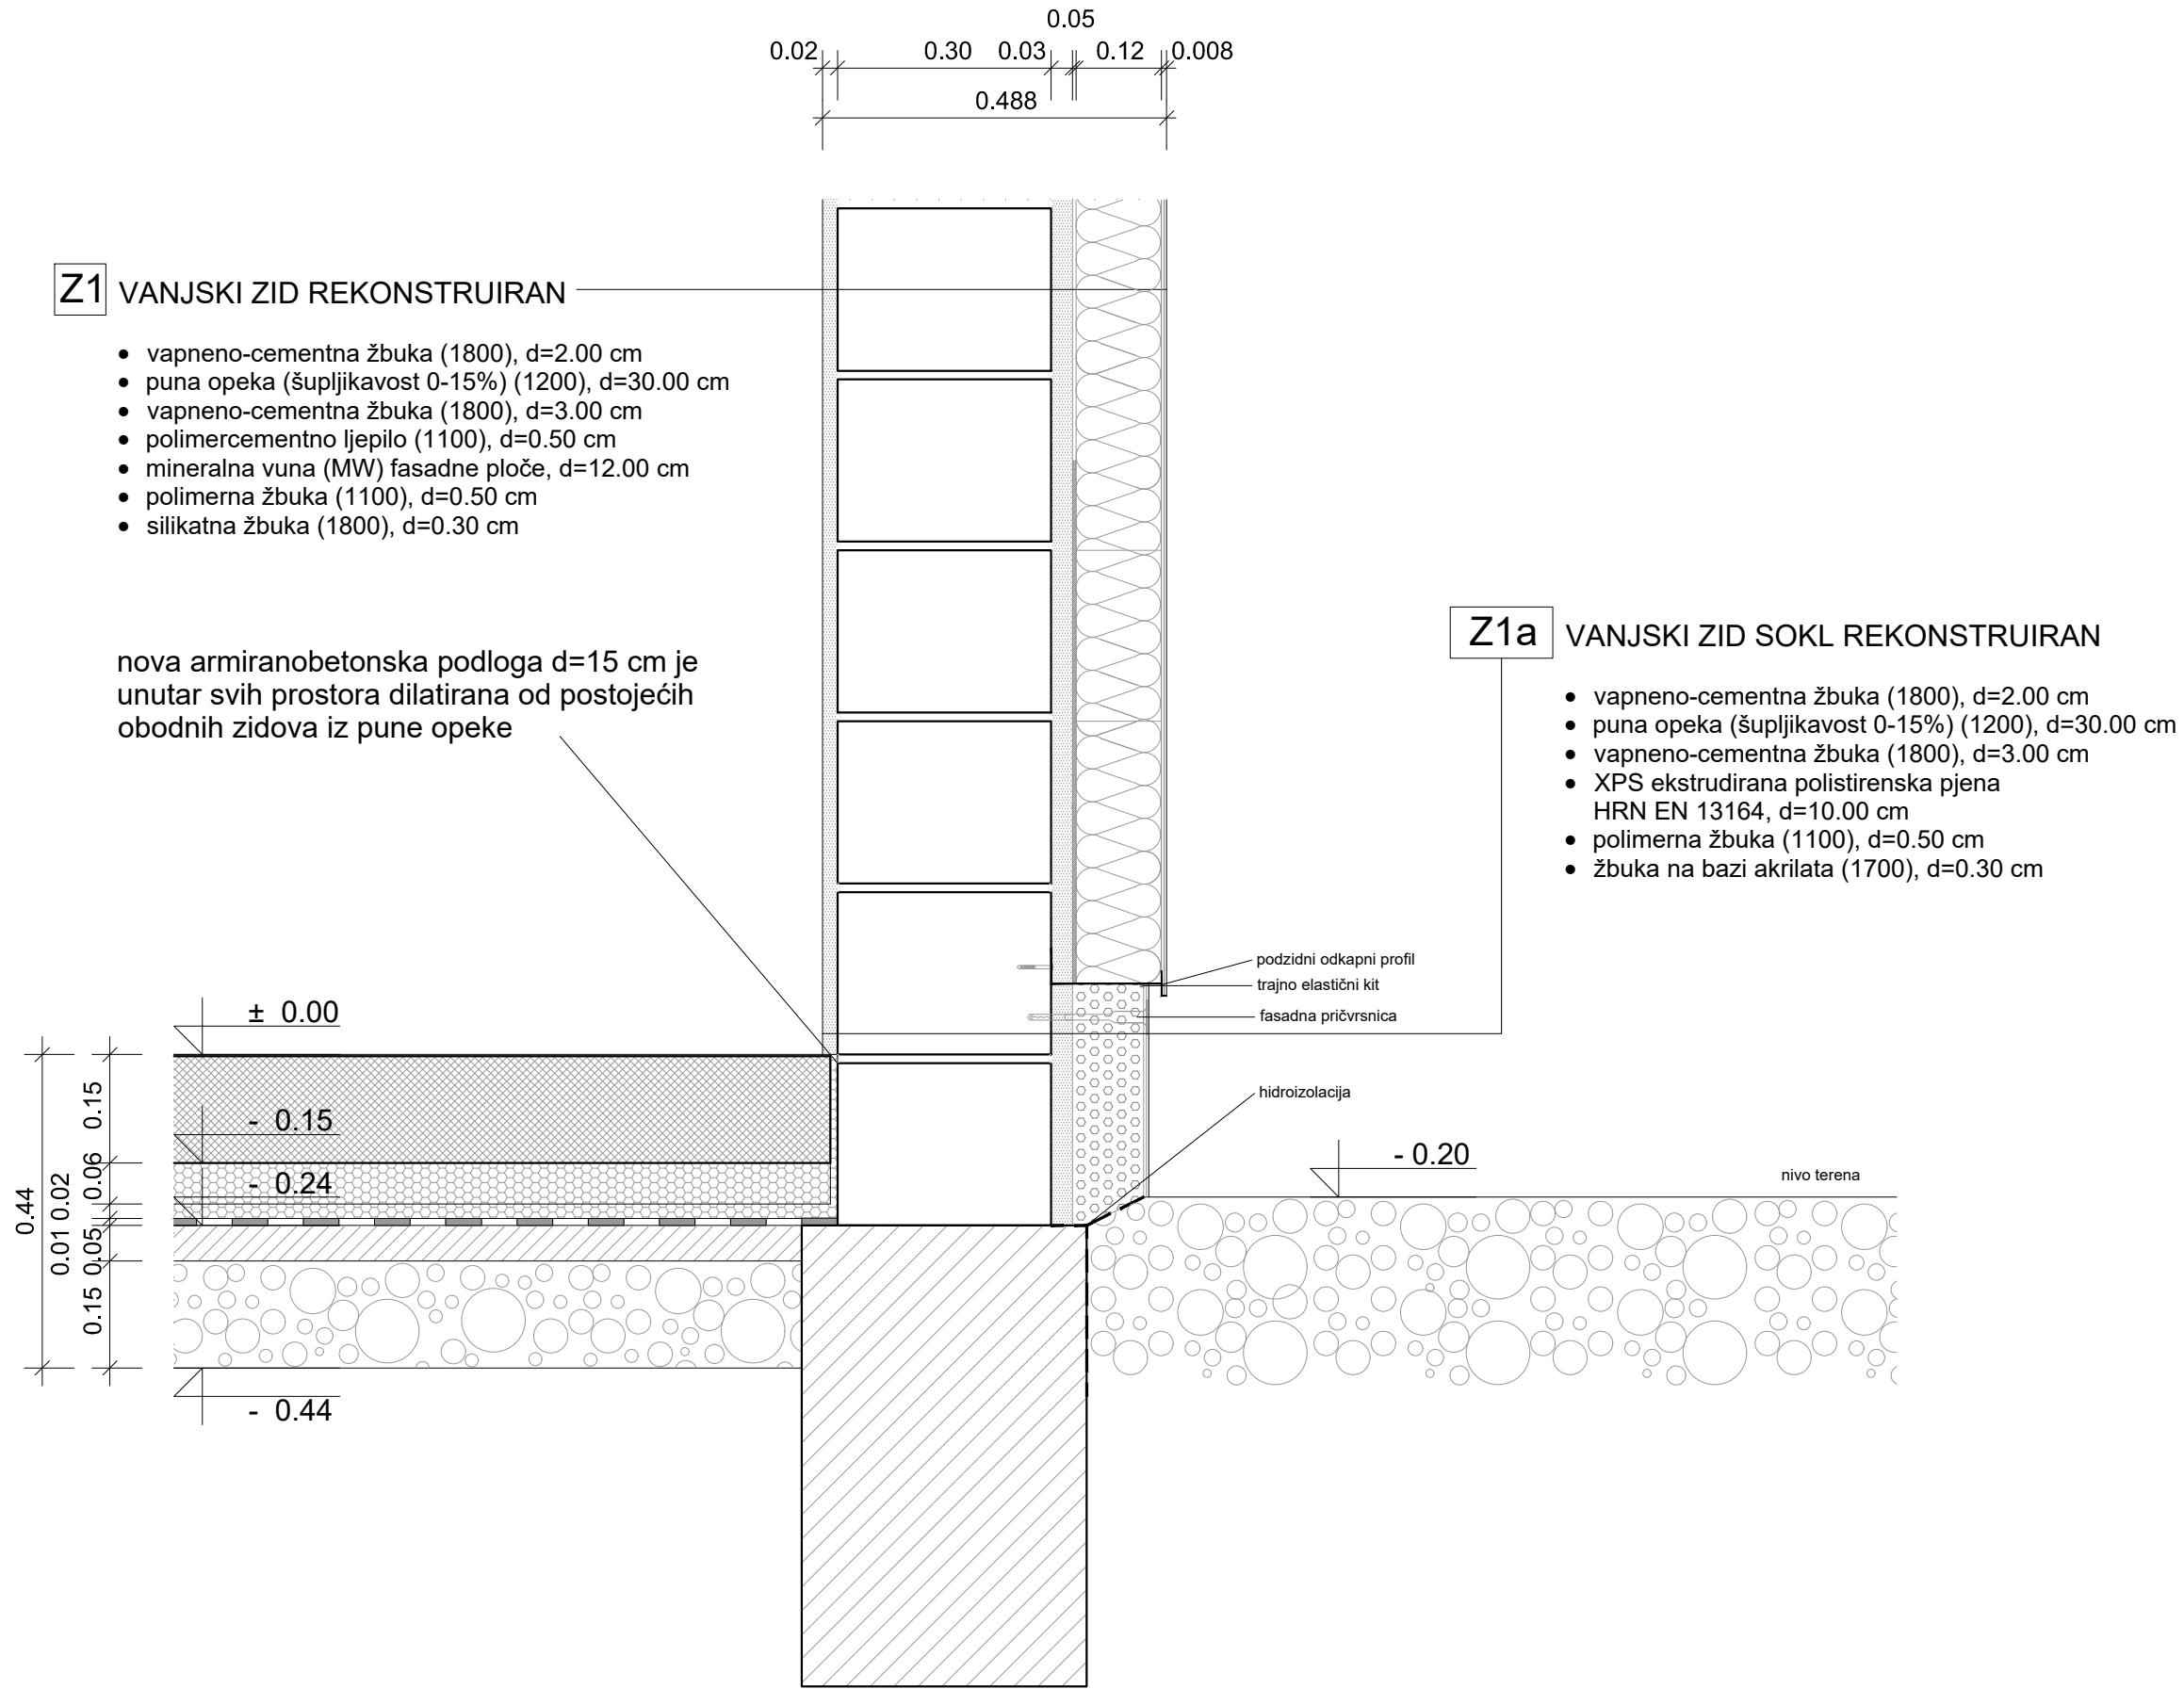 0.05
0.02 0.30 0.03 0.12 0.008
0.488
Z1 VANJSKI ZID REKONSTRUIRAN
• vapneno-cementna žbuka (1800), d=2.00 cm
• puna opeka (šupljikavost 0-15%) (1200), d=30.00 cm
• vapneno-cementna žbuka (1800), d=3.00 cm
• polimercementno ljepilo (1100), d=0.50 cm
• mineralna vuna (MW) fasadne ploče, d=12.00 cm
• polimerna žbuka (1100), d=0.50 cm
• silikatna žbuka (1800), d=0.30 cm
nova armiranobetonska podloga d=15 cm je
unutar svih prostora dilatirana od postojećih
obodnih zidova iz pune opeke
Z1a VANJSKI ZID SOKL REKONSTRUIRAN
• vapneno-cementna žbuka (1800), d=2.00 cm
• puna opeka (šupljikavost 0-15%) (1200), d=30.00 cm
• vapneno-cementna žbuka (1800), d=3.00 cm
• XPS ekstrudirana polistirenska pjena
HRN EN 13164, d=10.00 cm
• polimerna žbuka (1100), d=0.50 cm
• žbuka na bazi akrilata (1700), d=0.30 cm
podzidni odkapni profil
trajno elastični kit
fasadna pričvrsnica
hidroizolacija
± 0.00
- 0.15
- 0.24
- 0.44
- 0.20
nivo terena
0.44
0.01 0.02
0.15 0.05 0.06 0.15